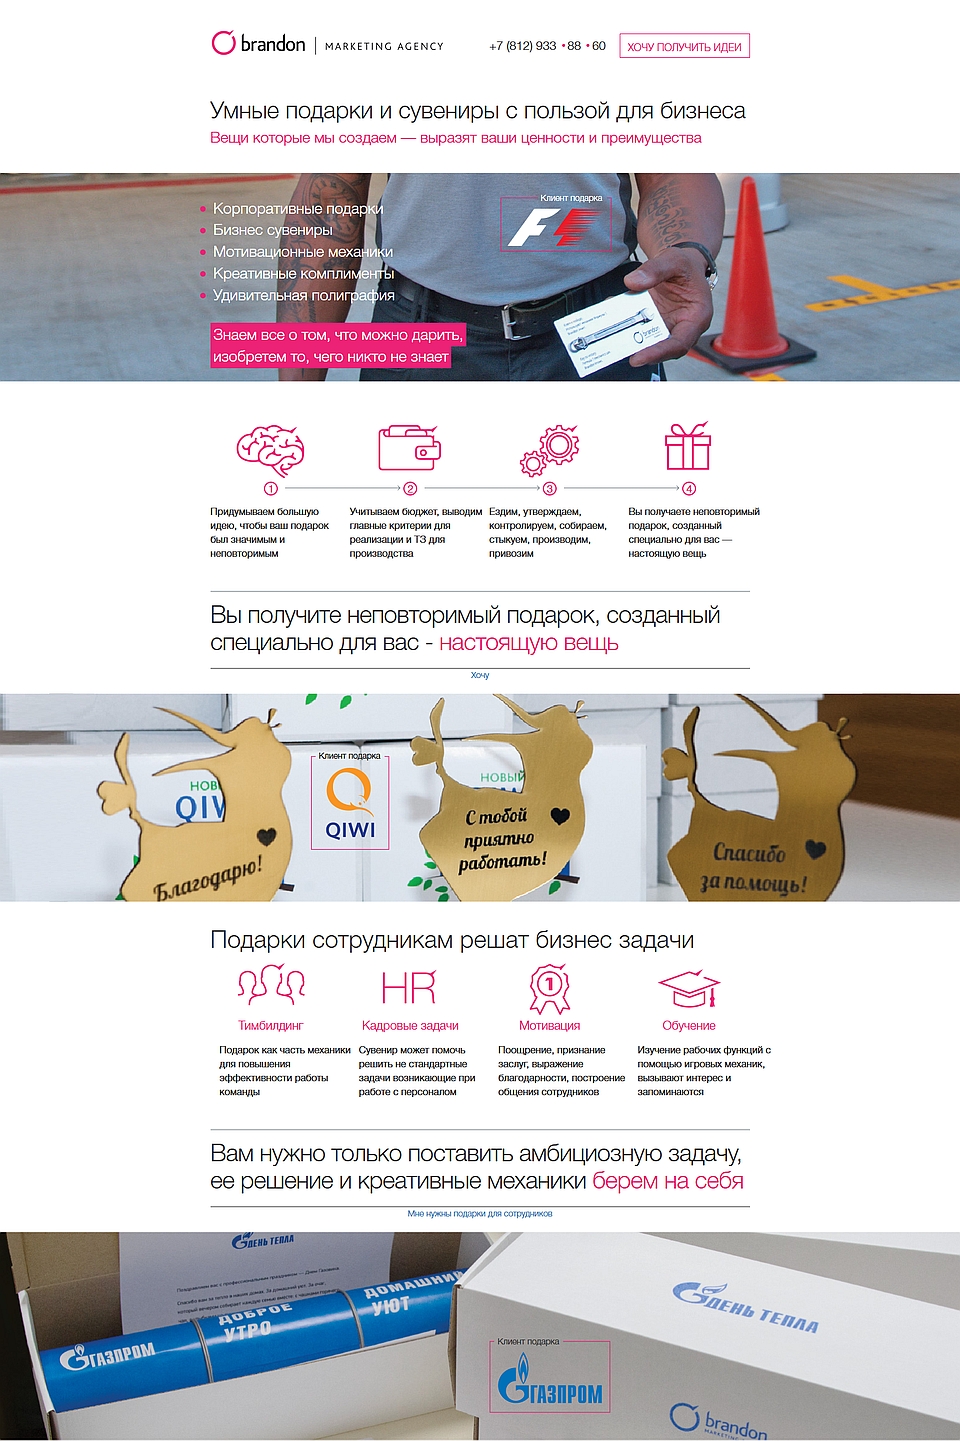 brandon | MARKETING AGENCY
+7 (812) 933 •88 •60
ХОЧУ ПОЛУЧИТЬ ИДЕИ
Умные подарки и сувениры с пользой для бизнеса
Вещи которые мы создаем — выразят ваши ценности и преимущества
• Корпоративные подарки
• Бизнес сувениры
• Мотивационные механики
• Креативные комплименты
• Удивительная полиграфия
Знаем все о том, что можно дарить,
изобретем то, чего никто не знает
Клиент подарка
F1
brandon
1
2
3
4
Придумываем большую
идею, чтобы ваш подарок
был значимым и
неповторимым
Учитываем бюджет, выводим
главные критерии для
реализации и ТЗ для
производства
Ездим, утверждаем,
контролируем, собираем,
стыкуем, производим,
привозим
Вы получаете неповторимый
подарок, созданный
специально для вас —
настоящую вещь
Вы получите неповторимый подарок, созданный
специально для вас - настоящую вещь
Хочу
Клиент подарка
QIWI
НОВ
QIV
Благодарю!
НОВЫЙ
С тобой
приятно
работать!
Спасибо
за помощь!
Подарки сотрудникам решат бизнес задачи
HR
1
Тимбилдинг
Кадровые задачи
Мотивация
Обучение
Подарок как часть механики
для повышения
эффективности работы
команды
Сувенир может помочь
решить не стандартные
задачи возникающие при
работе с персоналом
Поощрение, признание
заслуг, выражение
благодарности, построение
общения сотрудников
Изучение рабочих функций с
помощью игровых механик,
вызывают интерес и
запоминаются
Вам нужно только поставить амбициозную задачу,
ее решение и креативные механики берем на себя
Мне нужны подарки для сотрудников
ДЕНЬ ТЕПЛА
ГАЗПРОМ
ДОБРОЕ
УТРО
ДОМАШНИЙ
УЮТ
ДЕНЬ ТЕПЛА
Клиент подарка
ГАЗПРОМ
brandon